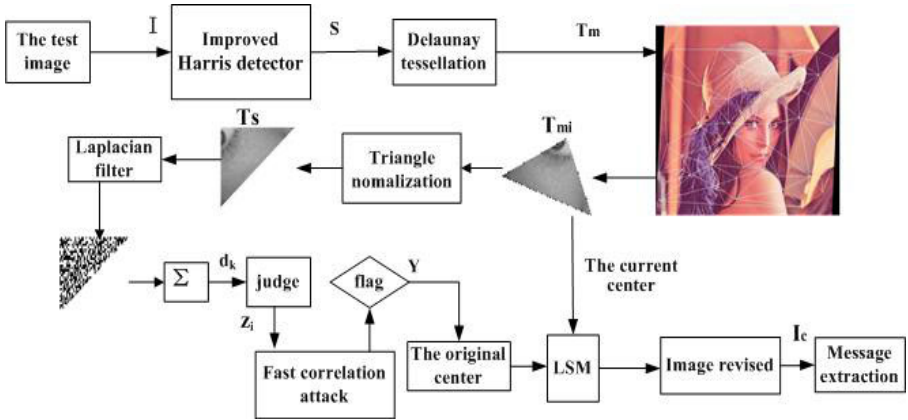 The test
image
I
Improved
Harris detector
S
Delaunay
tessellation
Tm
Laplacian
filter
Ts
Triangle
nomalization
Tmi
The current
center
Σ
dk
judge
zi
Fast correlation
attack
flag
Y
The original
center
LSM
Image revised
Ic
Message
extraction